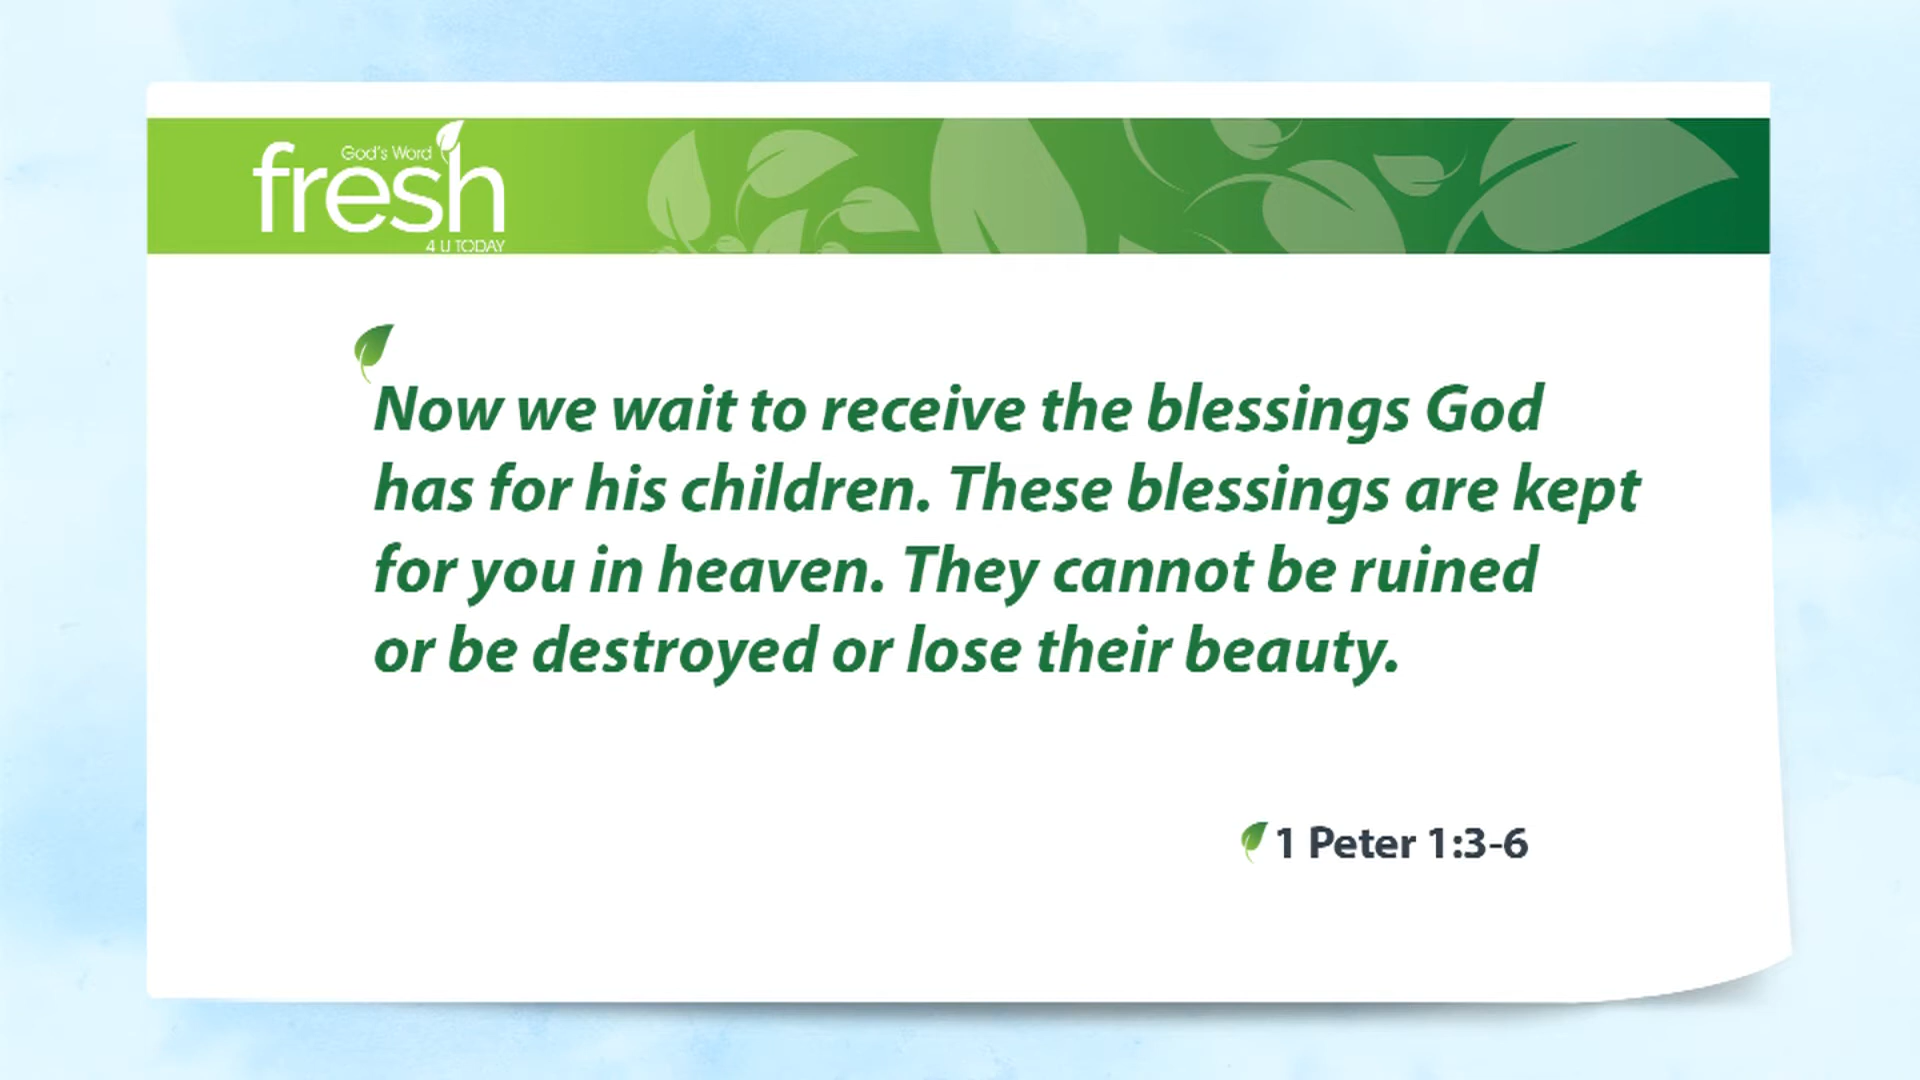 God's Word
fresh
4 U TODAY
Now we wait to receive the blessings God
has for his children. These blessings are kept
for you in heaven. They cannot be ruined
or be destroyed or lose their beauty.
1 Peter 1:3-6